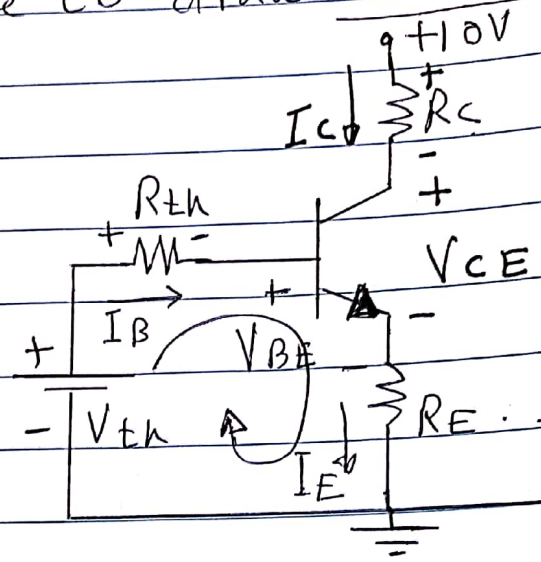 +10V
+
IC
RC
-
+
Rth
+ -
VCE
IB
+
-
+
VBE
-
- Vth
RE
IE